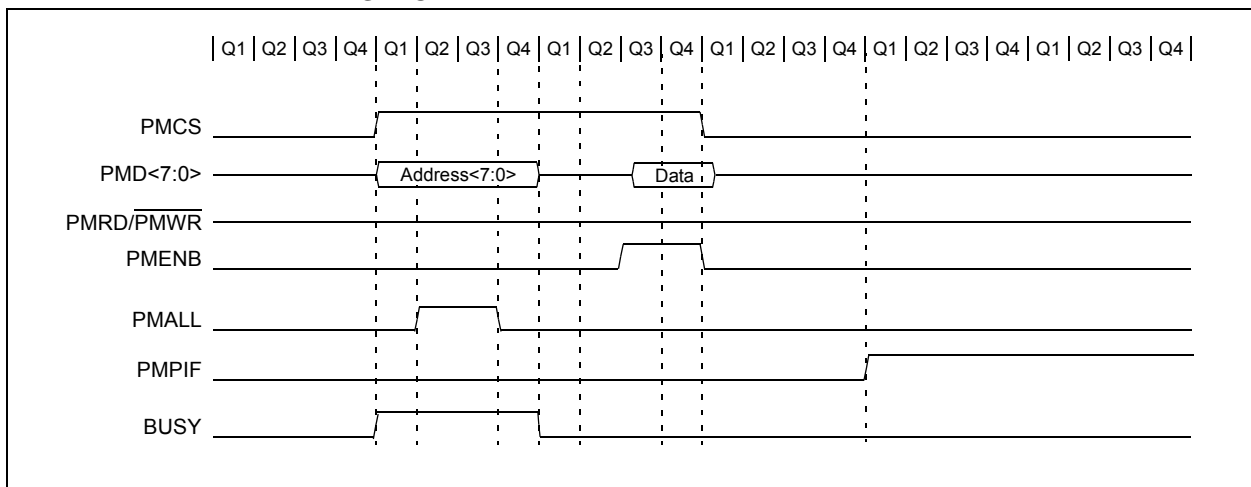 Q1 Q2 Q3 Q4 Q1 Q2 Q3 Q4 Q1 Q2 Q3 Q4 Q1 Q2 Q3 Q4 Q1 Q2 Q3 Q4 Q1 Q2 Q3 Q4
PMCS
PMD<7:0> Address<7:0> Data
PMRD/PMWR
PMENB
PMALL
PMPIF
BUSY